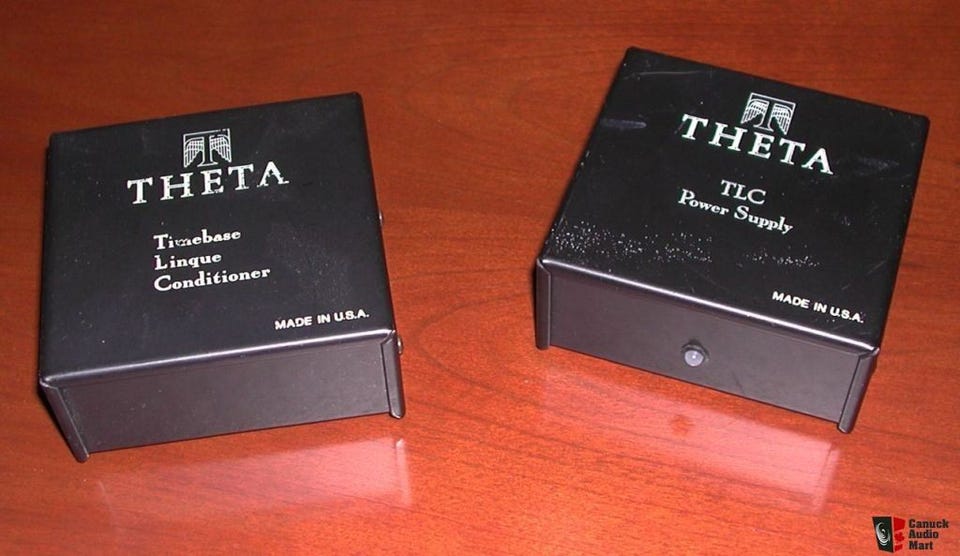 THETA
Timebase
Linque
Conditioner
MADE IN U.S.A.
THETA
TLC
Power Supply
MADE IN U.S.A.
Canuck
Audio
Mart